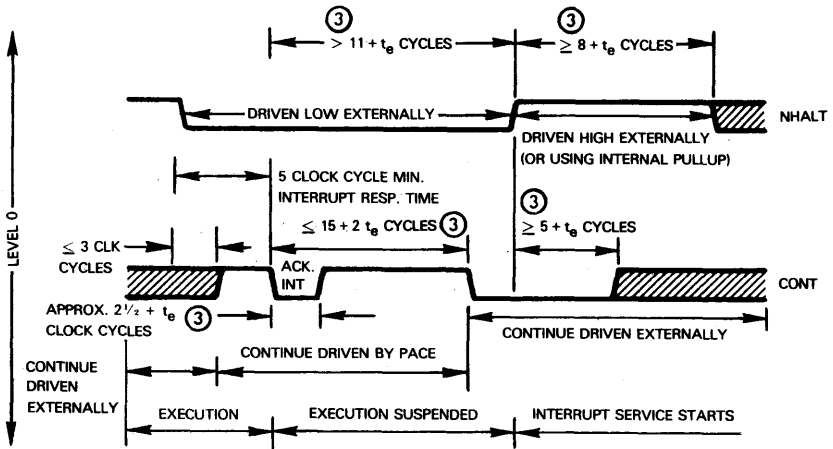 ③ ③
> 11 + tₑ CYCLES ≥ 8 + tₑ CYCLES
DRIVEN LOW EXTERNALLY
NHALT
DRIVEN HIGH EXTERNALLY
(OR USING INTERNAL PULLUP)
5 CLOCK CYCLE MIN.
INTERRUPT RESP. TIME
LEVEL 0
≤ 15 + 2 tₑ CYCLES ③
③
≥ 5 + tₑ CYCLES
≤ 3 CLK
CYCLES
ACK.
INT
CONT
APPROX. 2½ + tₑ ③
CLOCK CYCLES
CONTINUE DRIVEN EXTERNALLY
CONTINUE DRIVEN BY PACE
CONTINUE
DRIVEN
EXTERNALLY
EXECUTION EXECUTION SUSPENDED INTERRUPT SERVICE STARTS